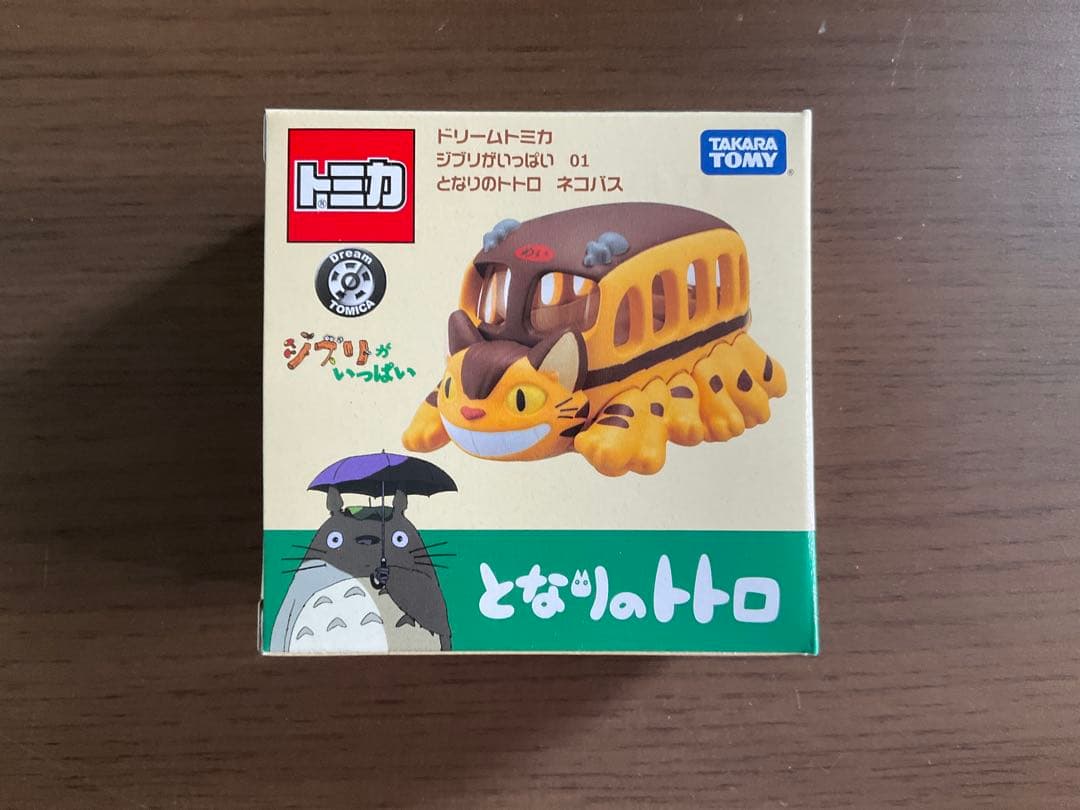 トミカ®
ドリームトミカ
ジブリがいっぱい 01
となりのトトロ ネコバス
TAKARA
TOMY®
Dream
TOMICA
ジブリが
いっぱい
めい
となりのトトロ